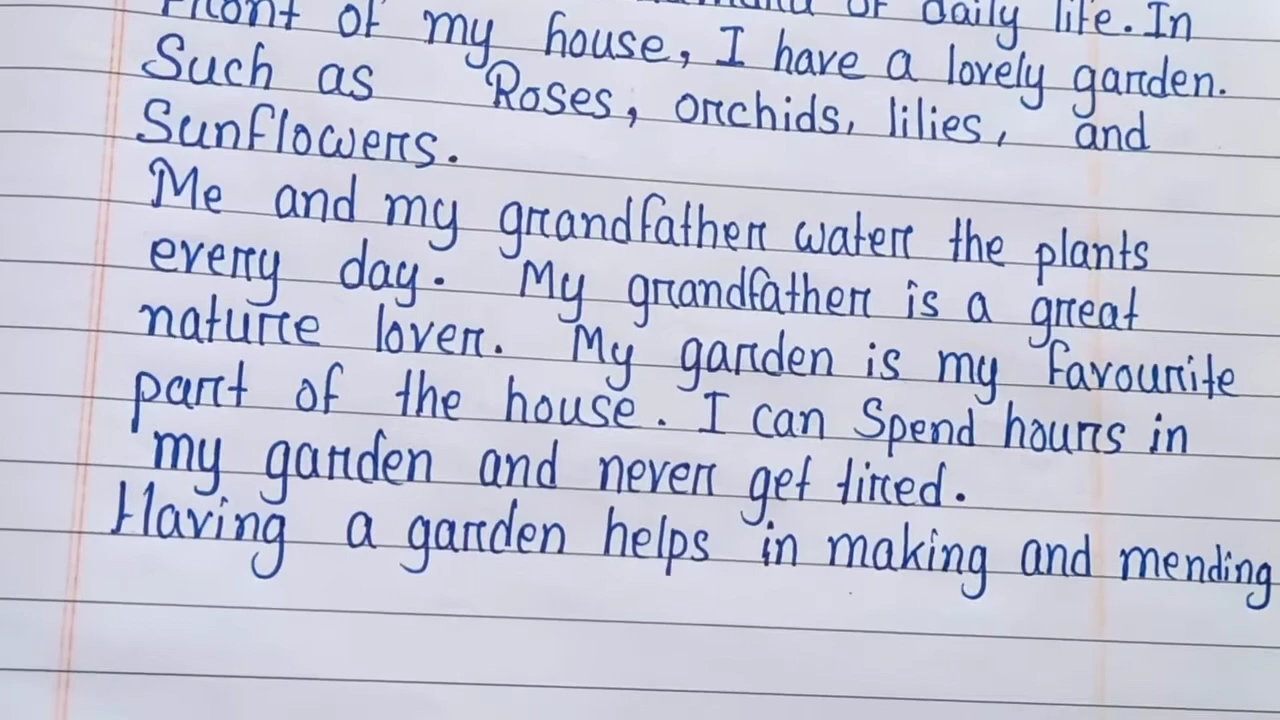 of daily life. In
Front of my house, I have a lovely garden.
Such as Roses, orchids, lilies, and
Sunflowers.
Me and my grandfather water the plants
every day. My grandfather is a great
nature lover. My garden is my favourite
part of the house. I can Spend hours in
my garden and never get tired.
Having a garden helps in making and mending